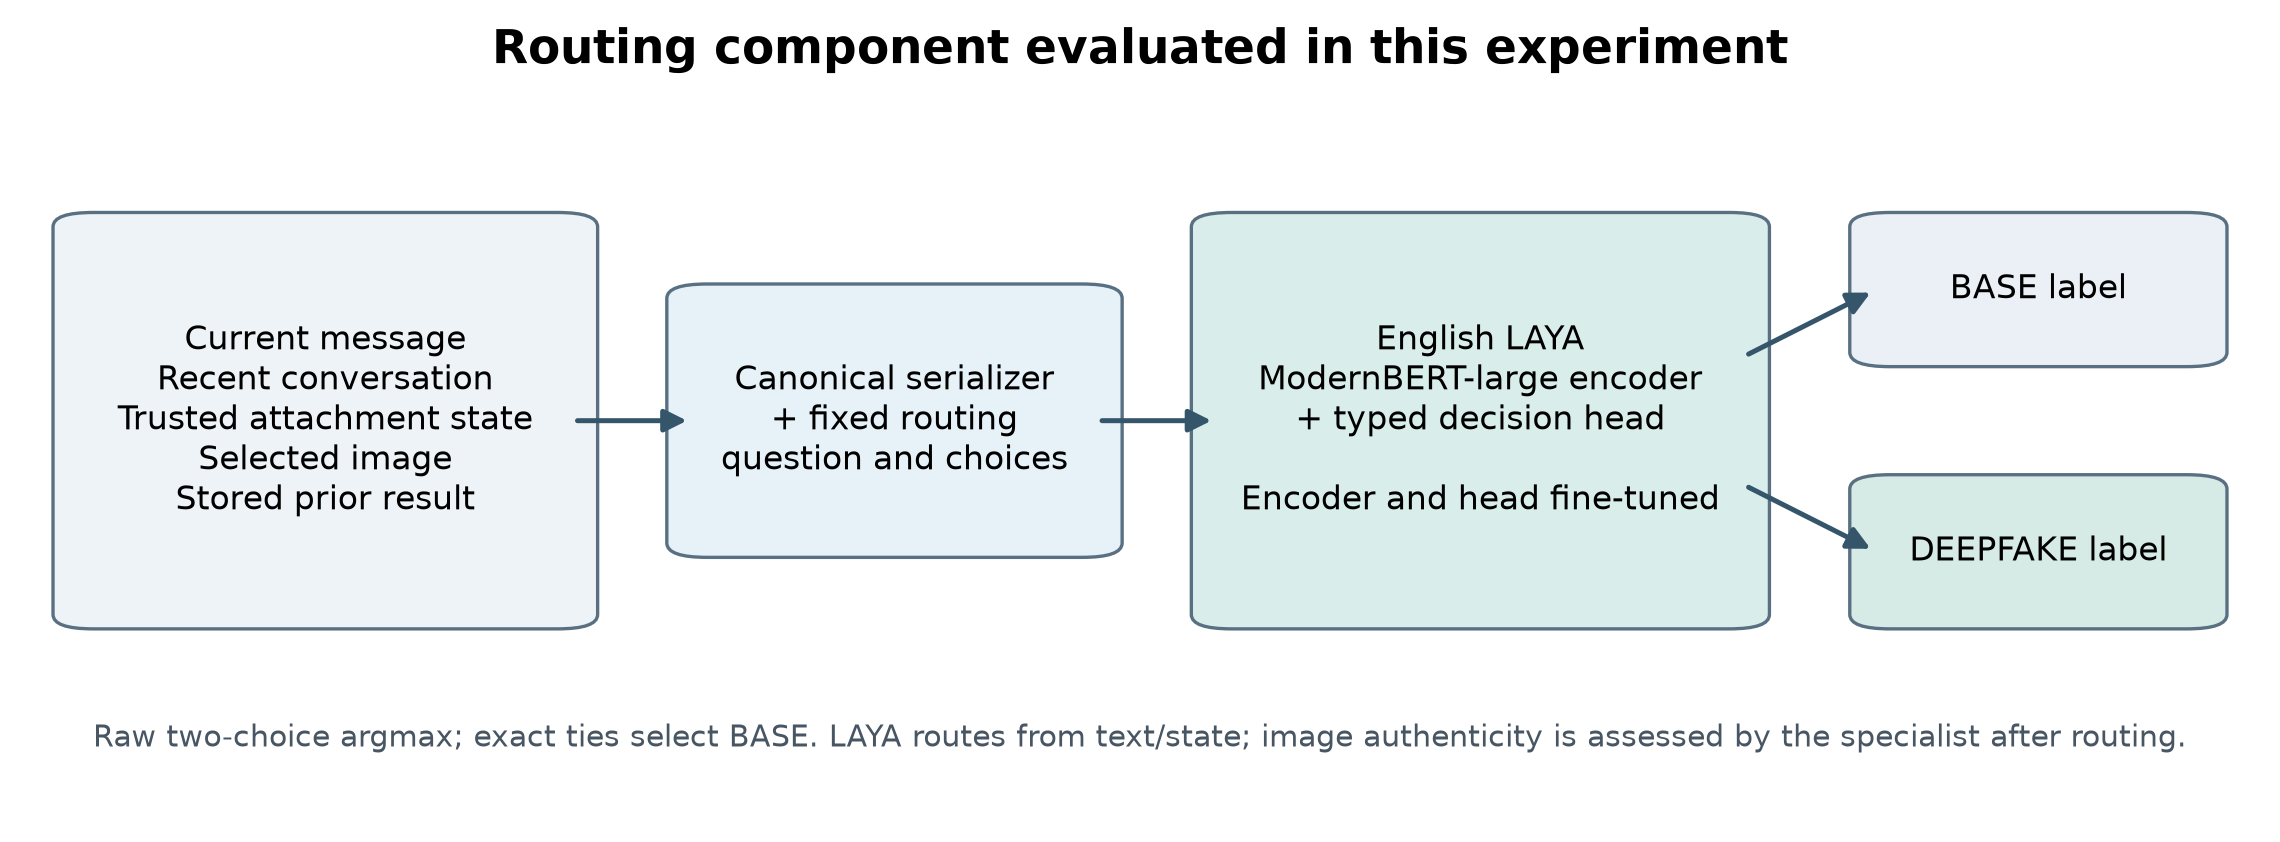 Routing component evaluated in this experiment
Current message
Recent conversation
Trusted attachment state
Selected image
Stored prior result
Canonical serializer
+ fixed routing
question and choices
English LAYA
ModernBERT-large encoder
+ typed decision head
Encoder and head fine-tuned
BASE label
DEEPFAKE label
Raw two-choice argmax; exact ties select BASE. LAYA routes from text/state; image authenticity is assessed by the specialist after routing.